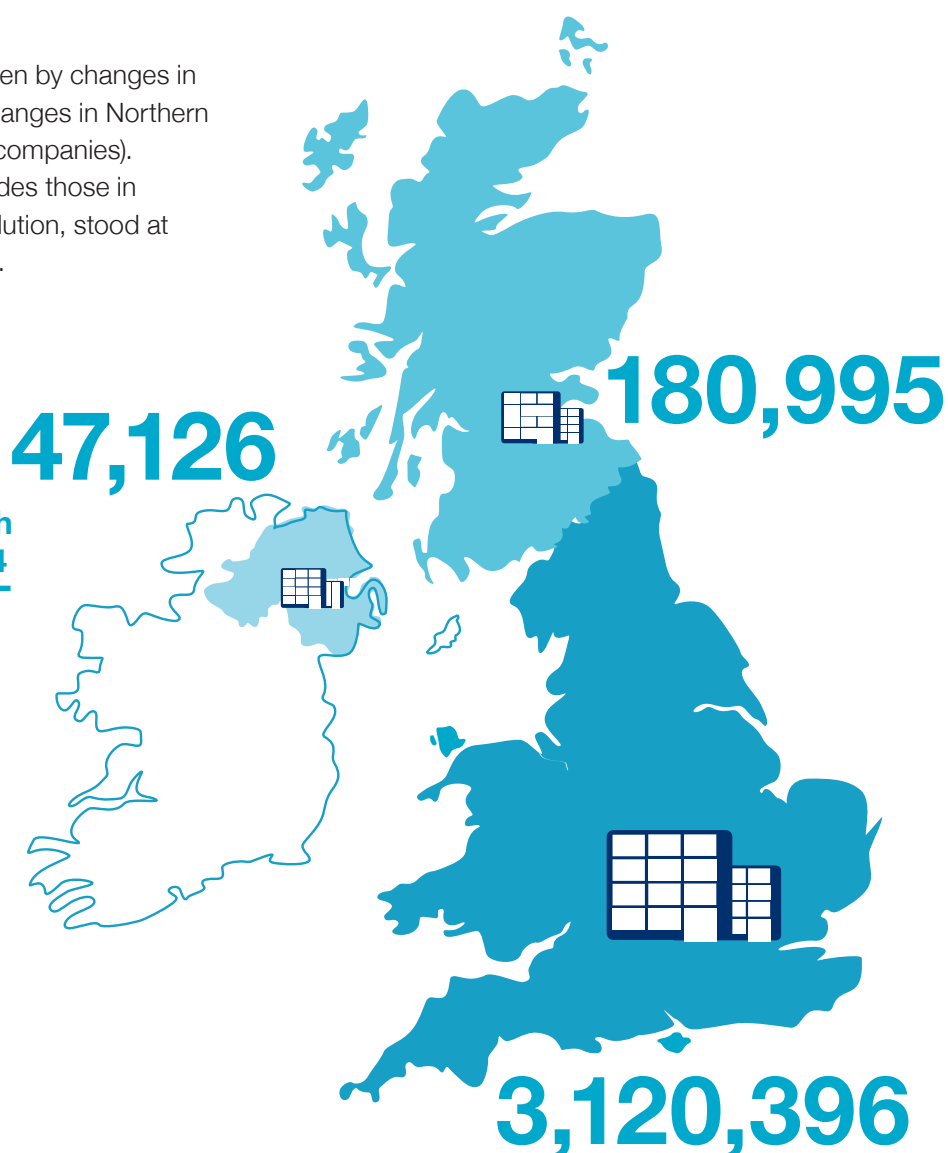 en by changes in
anges in Northern
companies).
des those in
lution, stood at
.
180,995
47,126
h
4
3,120,396